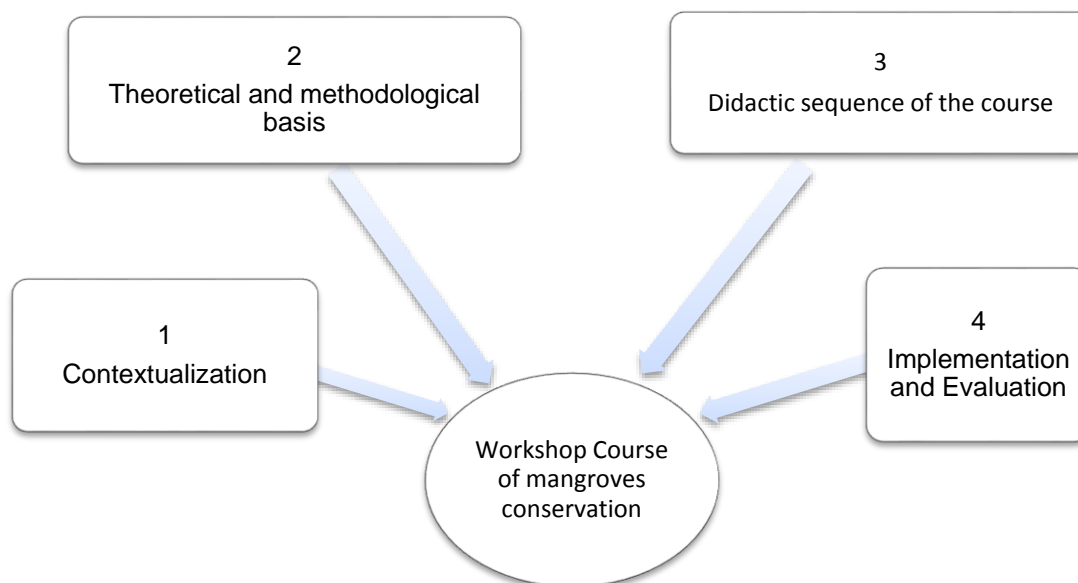 2
Theoretical and methodological
basis
3
Didactic sequence of the course
1
Contextualization
4
Implementation
and Evaluation
Workshop Course
of mangroves
conservation